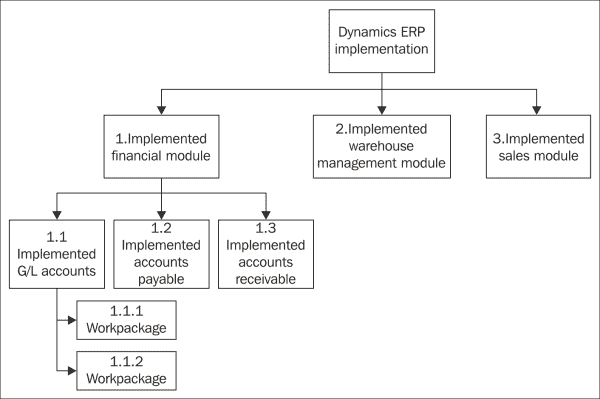 Dynamics ERP
implementation
1.Implemented
financial module
2.Implemented
warehouse
management module
3.Implemented
sales module
1.1
Implemented
G/L accounts
1.2
Implemented
accounts
payable
1.3
Implemented
accounts
receivable
1.1.1
Workpackage
1.1.2
Workpackage